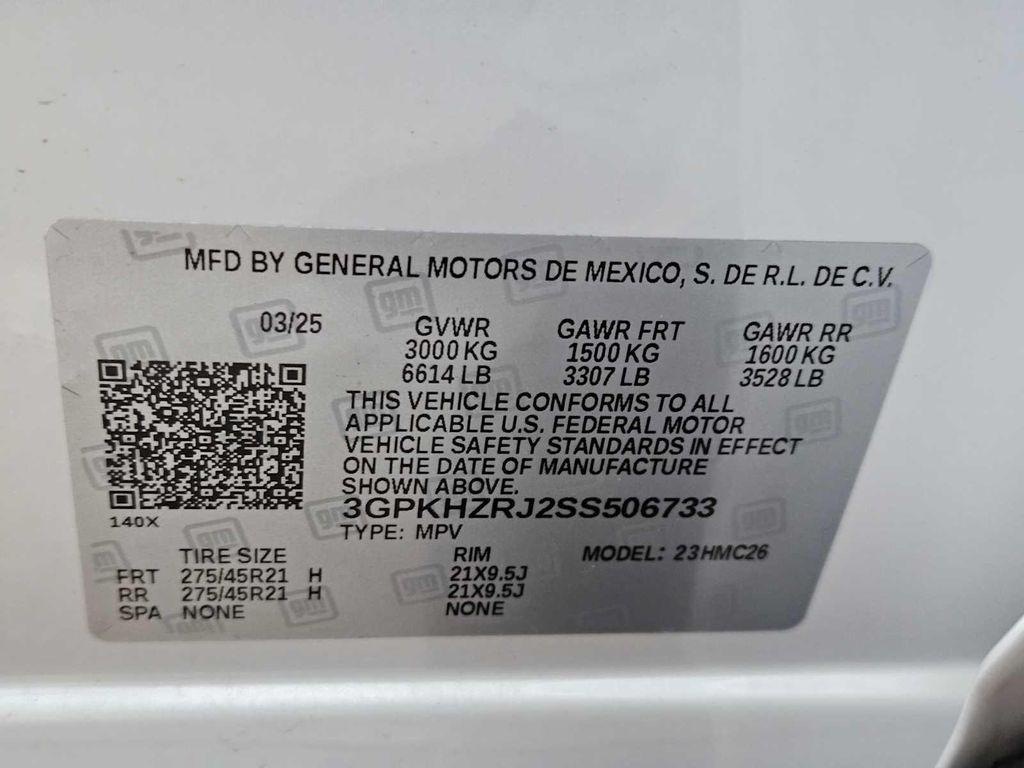 MFD BY GENERAL MOTORS DE MEXICO, S. DE R.L. DE C.V.
03/25 GVWR GAWR FRT GAWR RR
3000 KG 1500 KG 1600 KG
6614 LB 3307 LB 3528 LB
THIS VEHICLE CONFORMS TO ALL
APPLICABLE U.S. FEDERAL MOTOR
VEHICLE SAFETY STANDARDS IN EFFECT
ON THE DATE OF MANUFACTURE
SHOWN ABOVE.
3GPKHZRJ2SS506733
140X
TYPE: MPV
TIRE SIZE RIM MODEL: 23HMC26
FRT 275/45R21 H 21X9.5J
RR 275/45R21 H 21X9.5J
SPA NONE NONE